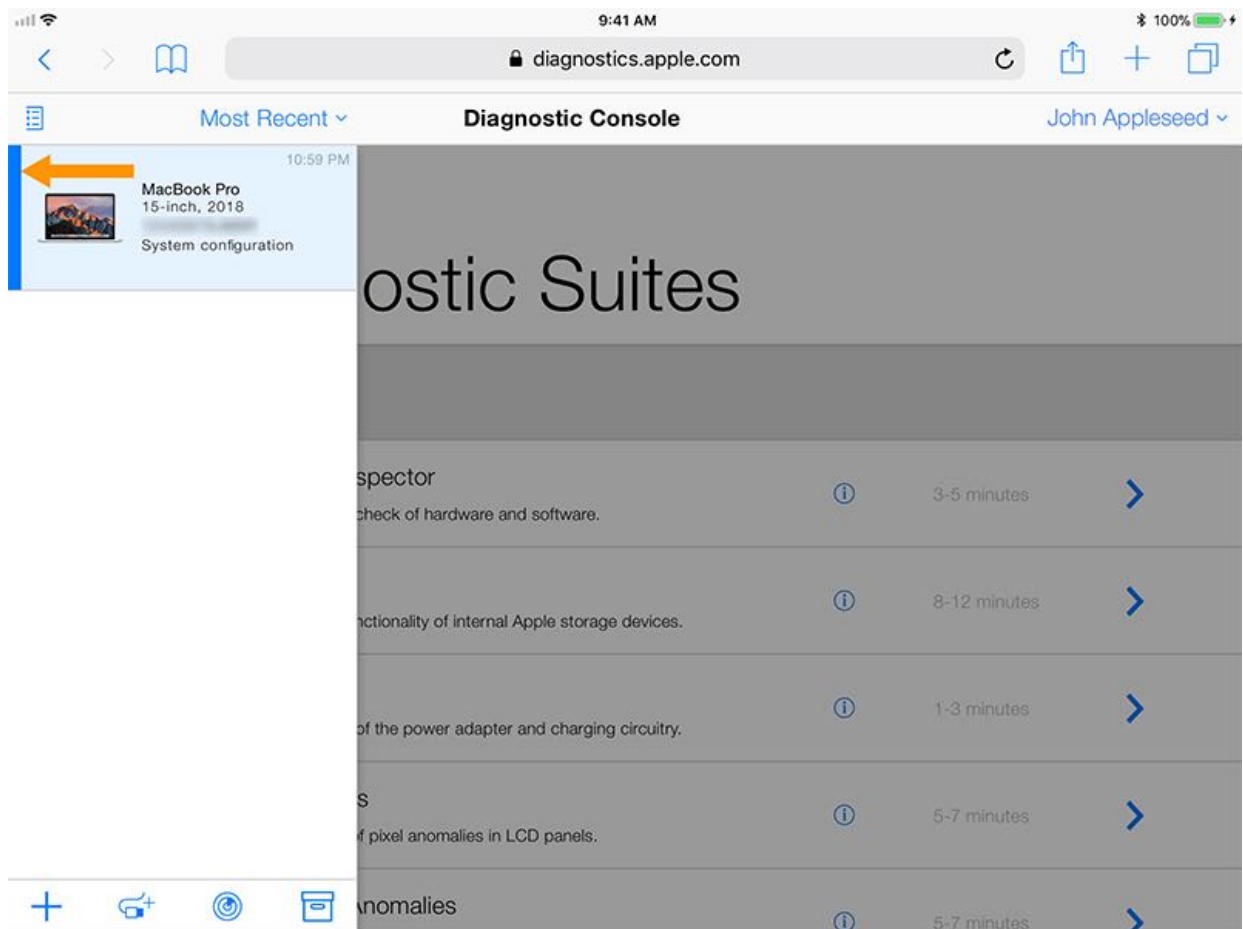 9:41 AM
100%
diagnostics.apple.com
Most Recent
Diagnostic Console
John Appleseed
10:59 PM
MacBook Pro
15-inch, 2018
System configuration
ostic Suites
spector
3-5 minutes
check of hardware and software.
8-12 minutes
nctionality of internal Apple storage devices.
1-3 minutes
of the power adapter and charging circuitry.
s
5-7 minutes
of pixel anomalies in LCD panels.
Anomalies
5-7 minutes